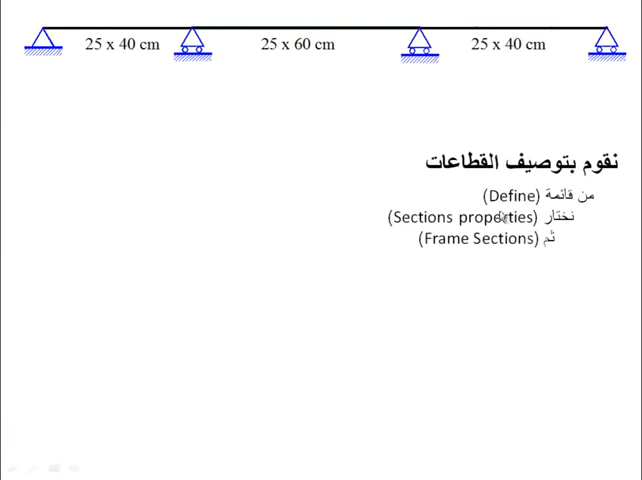 25 x 40 cm 25 x 60 cm 25 x 40 cm
نقوم بتوصيف القطاعات
من قائمة (Define)
نختار (Sections properties)
ثم (Frame Sections)